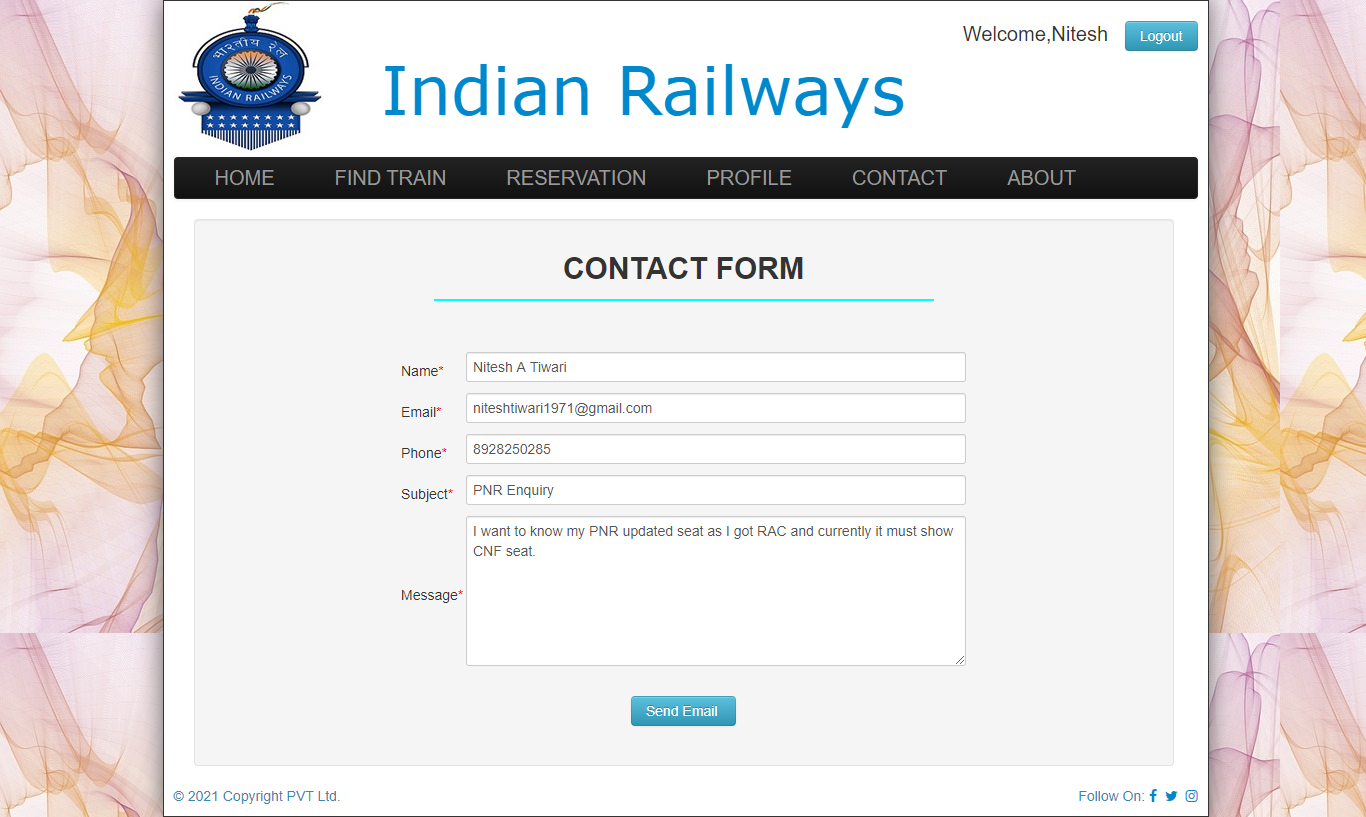 भारतीय रेल
INDIAN RAILWAYS
Welcome,Nitesh
Logout
Indian Railways
HOME FIND TRAIN RESERVATION PROFILE CONTACT ABOUT
CONTACT FORM
Name* Nitesh A Tiwari
Email* niteshtiwari1971@gmail.com
Phone* 8928250285
Subject* PNR Enquiry
I want to know my PNR updated seat as I got RAC and currently it must show
CNF seat.
Message*
Send Email
© 2021 Copyright PVT Ltd.
Follow On: